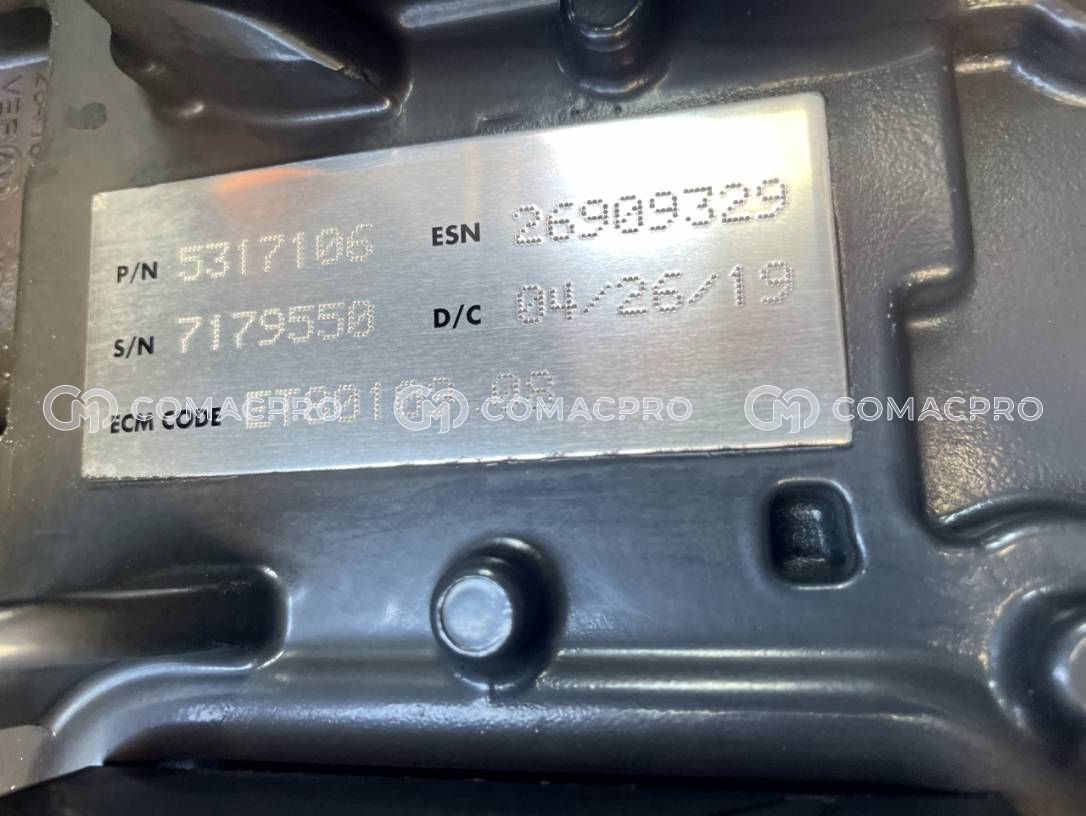 P/N 5317106 ESN 26909329
S/N 7179550 D/C 04/26/19
ECM CODE
COMACPRO COMACPRO COMACPRO